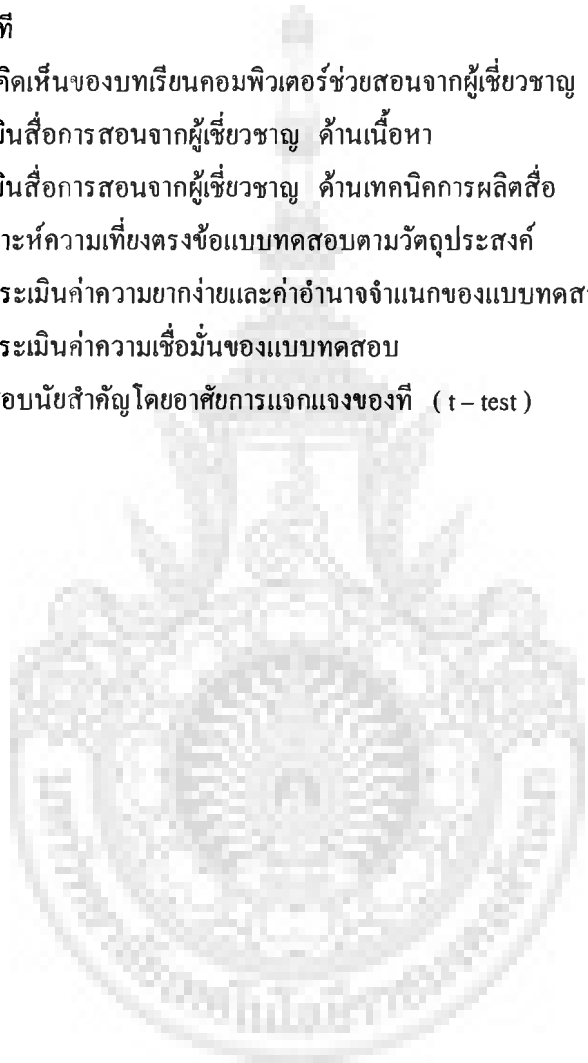 ที่
คิดเห็นของบทเรียนคอมพิวเตอร์ช่วยสอนจากผู้เชี่ยวชาญ
มินสื่อการสอนจากผู้เชี่ยวชาญ ด้านเนื้อหา
มินสื่อการสอนจากผู้เชี่ยวชาญ ด้านเทคนิคการผลิตสื่อ
าะห์ความเที่ยงตรงข้อแบบทดสอบตามวัตถุประสงค์
ระเมินค่าความยากง่ายและค่าอำนาจจำแนกของแบบทดส
ระเมินค่าความเชื่อมั่นของแบบทดสอบ
อบนัยสำคัญโดยอาศัยการแจกแจงของที ( t – test )